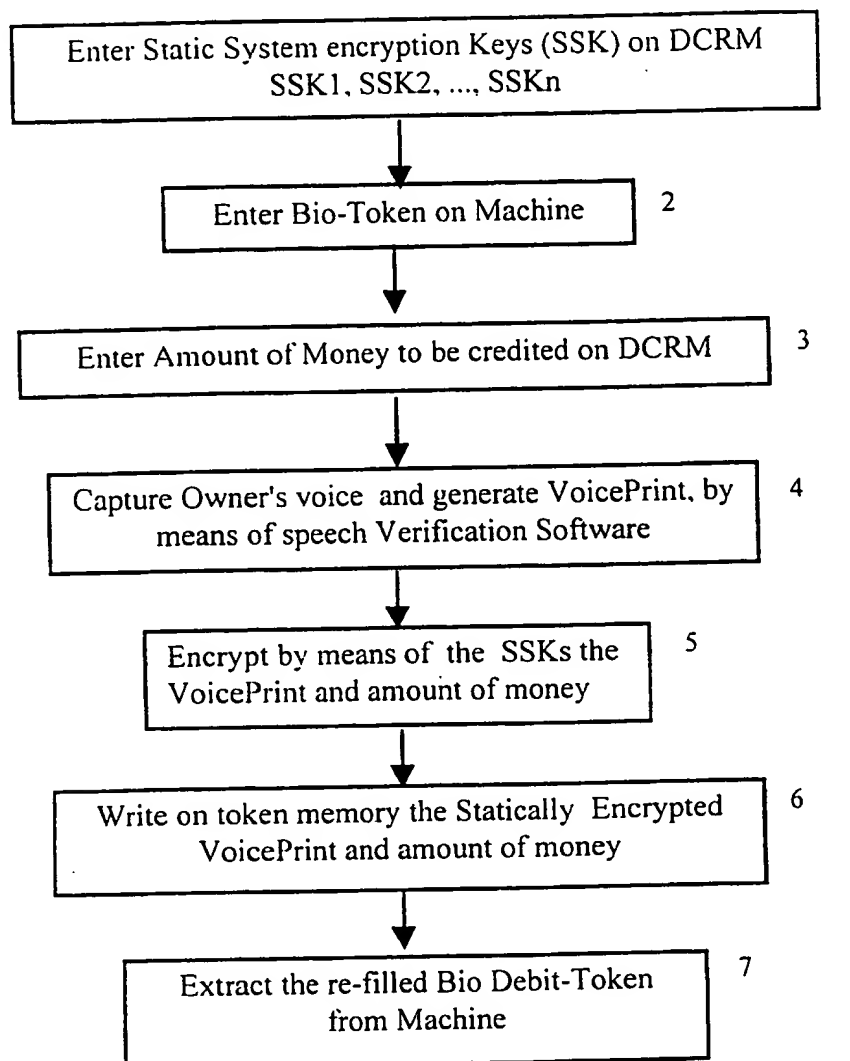 Enter Static System encryption Keys (SSK) on DCRM
SSK1, SSK2, ..., SSKn
Enter Bio-Token on Machine
2
Enter Amount of Money to be credited on DCRM
3
Capture Owner's voice and generate VoicePrint, by
means of speech Verification Software
4
Encrypt by means of the SSKs the
VoicePrint and amount of money
5
Write on token memory the Statically Encrypted
VoicePrint and amount of money
6
Extract the re-filled Bio Debit-Token
from Machine
7